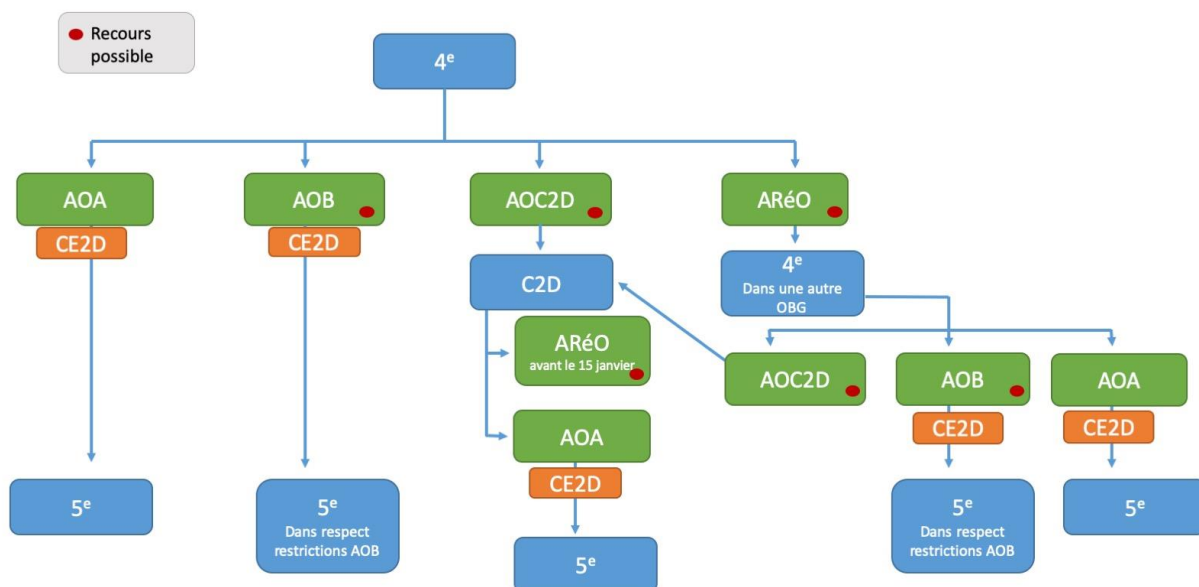 Recours
possible
4e
AOA
CE2D
AOB
CE2D
AOC2D
ARéO
C2D
4e
Dans une autre
OBG
ARéO
avant le 15 janvier
AOC2D
AOB
CE2D
AOA
CE2D
AOA
CE2D
5e
5e
Dans respect
restrictions AOB
5e
5e
Dans respect
restrictions AOB
5e